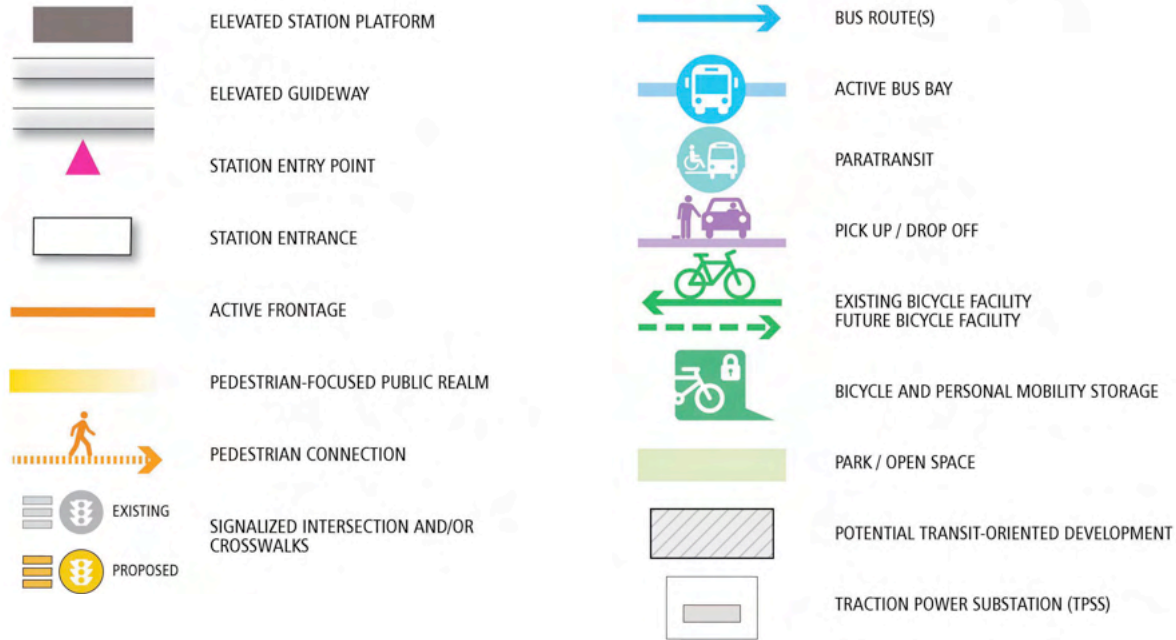 ELEVATED STATION PLATFORM
ELEVATED GUIDEWAY
STATION ENTRY POINT
STATION ENTRANCE
ACTIVE FRONTAGE
PEDESTRIAN-FOCUSED PUBLIC REALM
PEDESTRIAN CONNECTION
EXISTING
PROPOSED
SIGNALIZED INTERSECTION AND/OR
CROSSWALKS
BUS ROUTE(S)
ACTIVE BUS BAY
PARATRANSIT
PICK UP / DROP OFF
EXISTING BICYCLE FACILITY
FUTURE BICYCLE FACILITY
BICYCLE AND PERSONAL MOBILITY STORAGE
PARK / OPEN SPACE
POTENTIAL TRANSIT-ORIENTED DEVELOPMENT
TRACTION POWER SUBSTATION (TPSS)